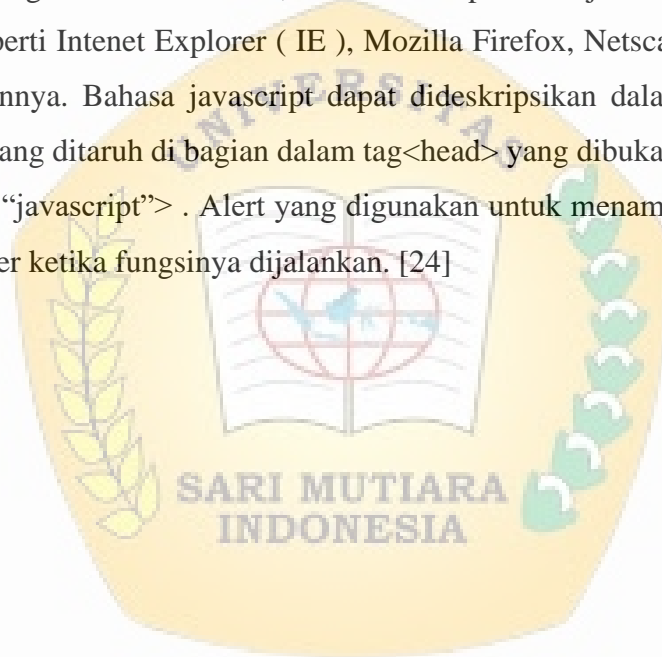 perti Intenet Explorer ( IE ), Mozilla Firefox, Netsca
nnya. Bahasa javascript dapat dideskripsikan dala
ang ditaruh di bagian dalam tag<head> yang dibuka
“javascript”> . Alert yang digunakan untuk menam
er ketika fungsinya dijalankan. [24]
UNIVERSITAS
SARI MUTIARA
INDONESIA